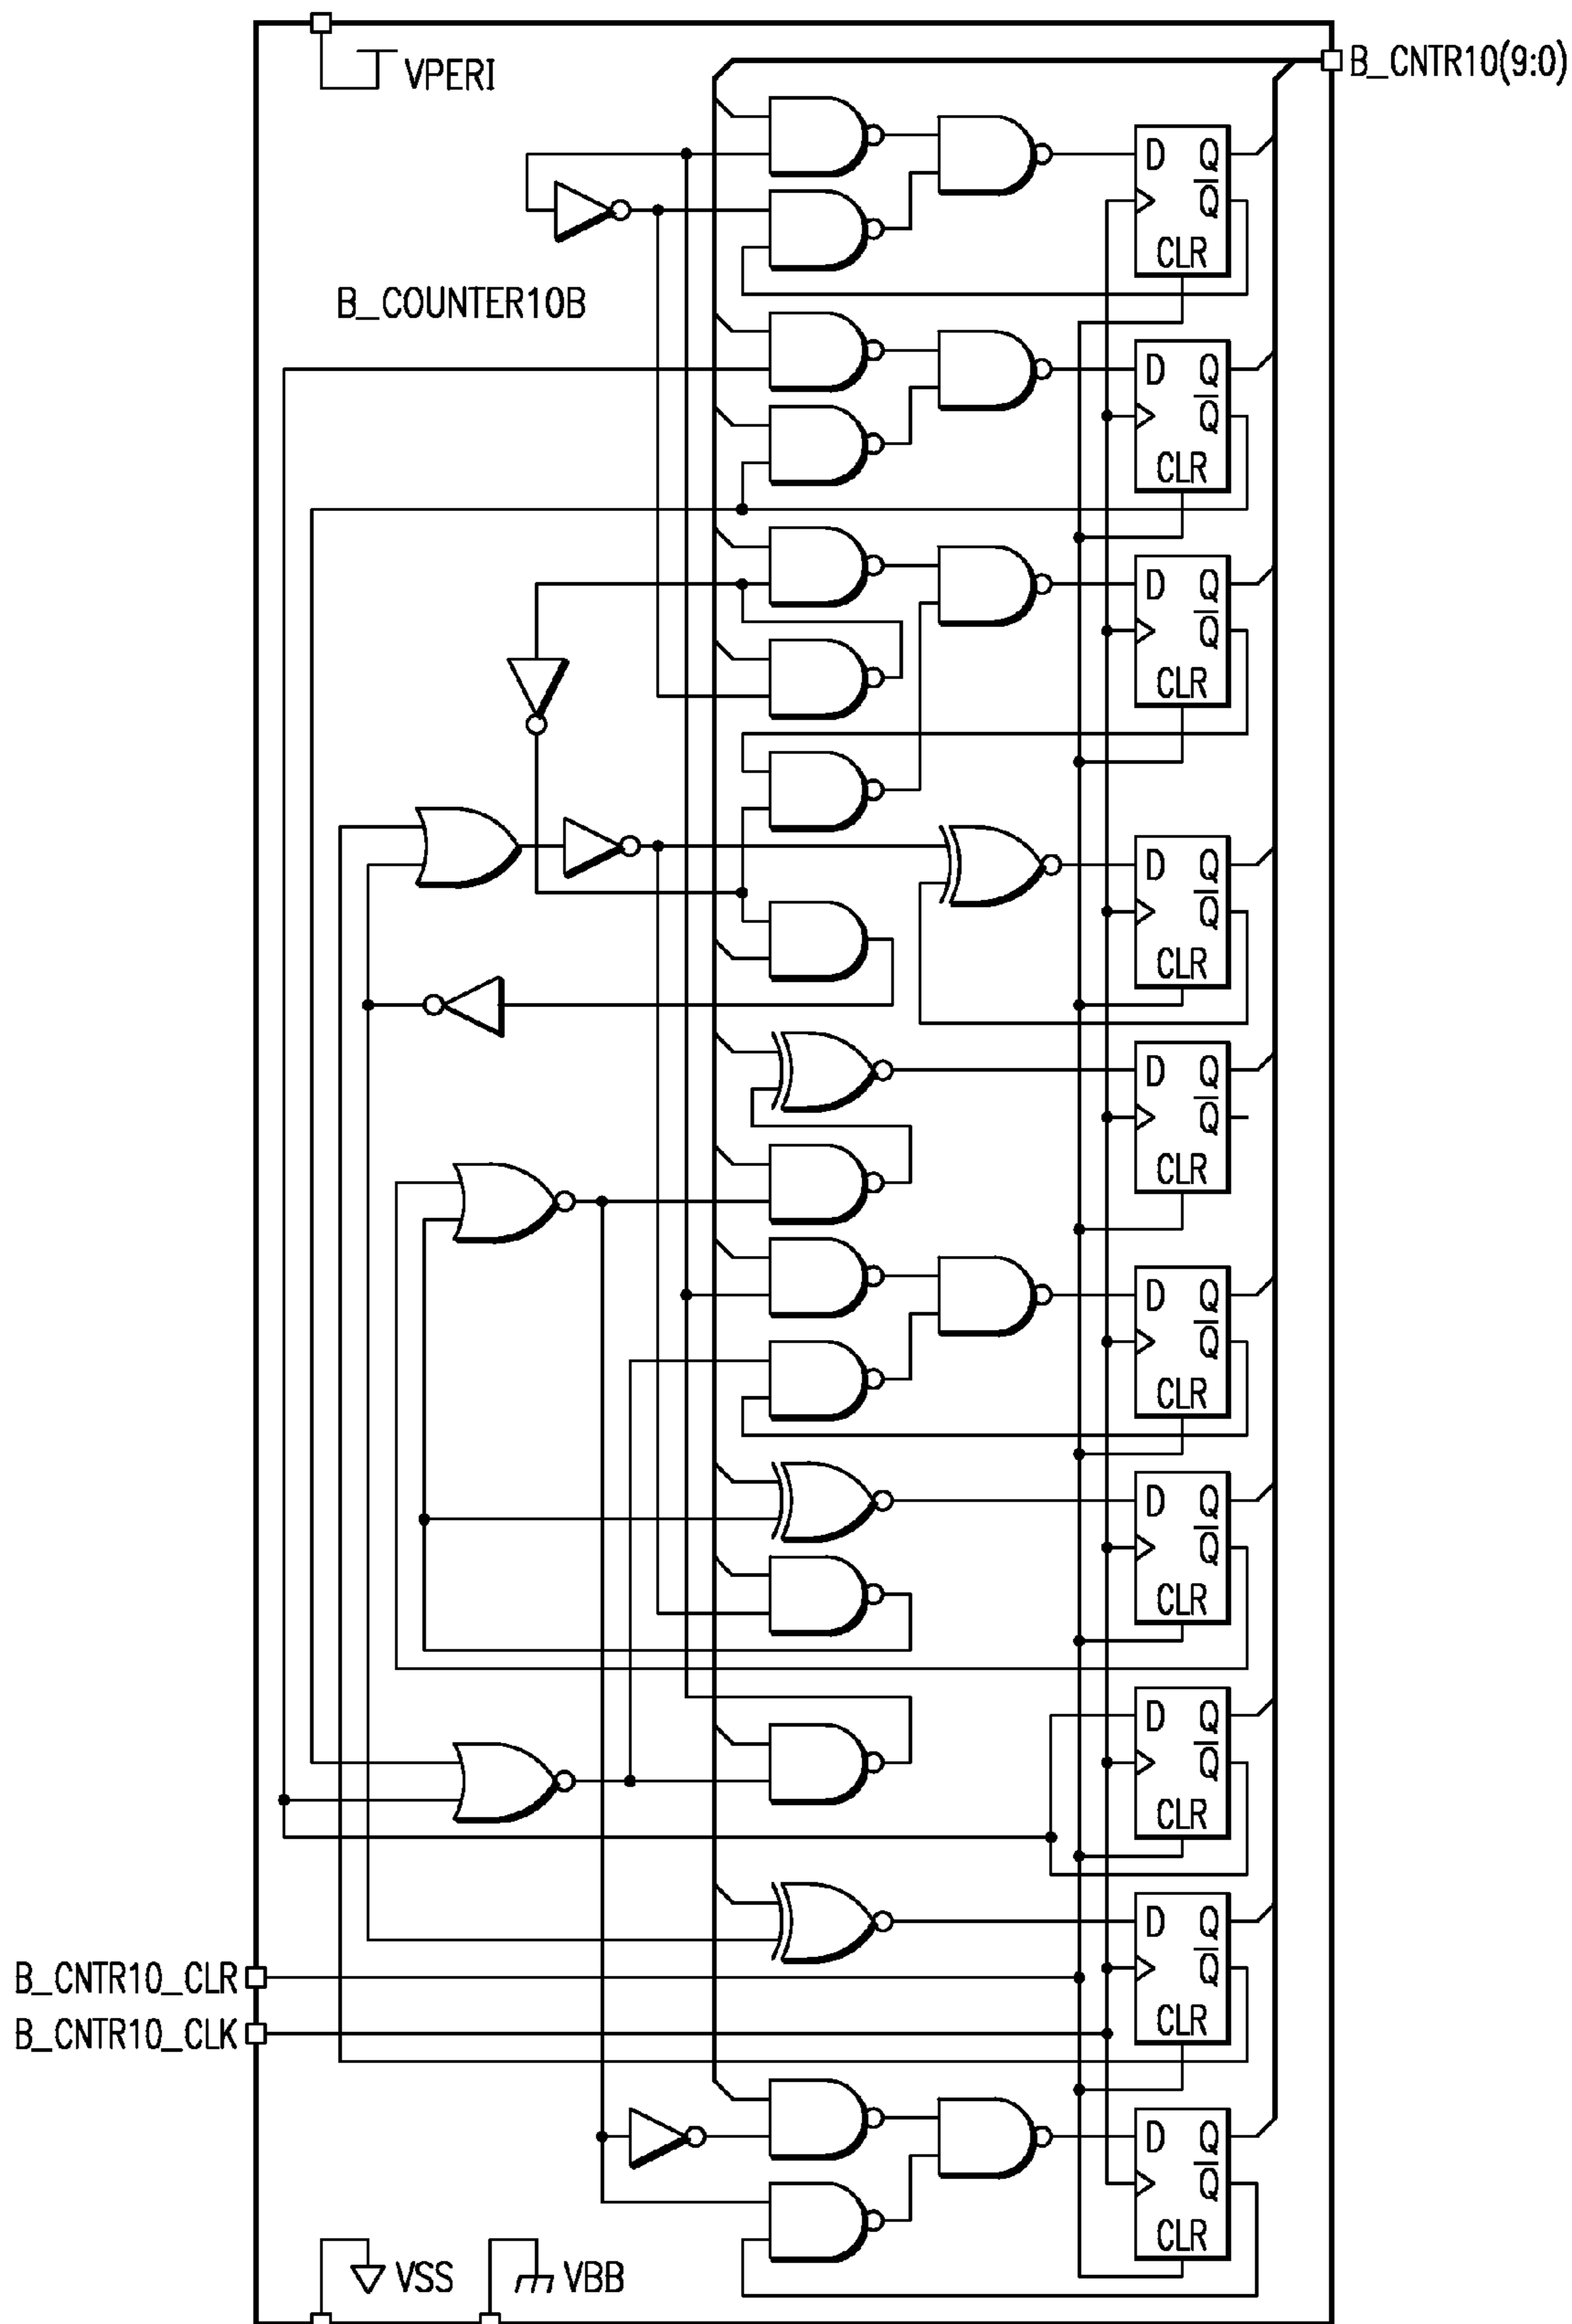 VPERI
B_CNTR10(9:0)
B_COUNTER10B
D Q
Q̅
CLR
D Q
Q̅
CLR
D Q
Q̅
CLR
D Q
Q̅
CLR
D Q
Q̅
CLR
D Q
Q̅
CLR
D Q
Q̅
CLR
D Q
Q̅
CLR
D Q
Q̅
CLR
B_CNTR10_CLR
B_CNTR10_CLK
D Q
Q̅
CLR
VSS
VBB